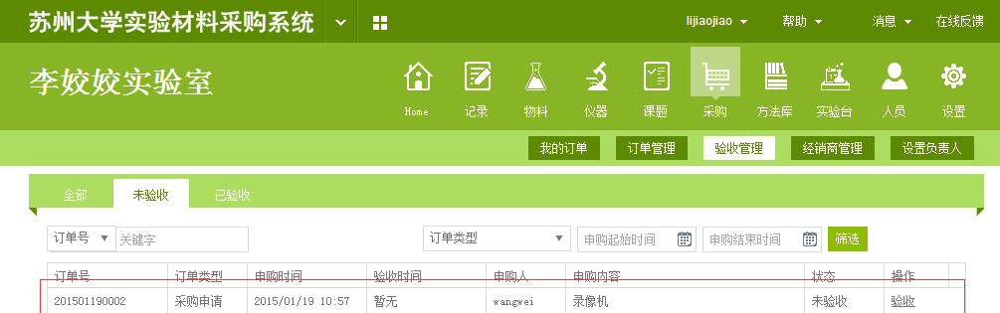 苏州大学实验材料采购系统
lijiaojiao 帮助 消息 在线反馈
李姣姣实验室
Home 记录 物料 仪器 课题 采购 方法库 实验台 人员 设置
我的订单 订单管理 验收管理 经销商管理 设置负责人
全部 未验收 已验收
订单号 关键字 订单类型 申购起始时间 申购结束时间 筛选
订单号 订单类型 申购时间 验收时间 申购人 申购内容 状态 操作
201501190002 采购申请 2015/01/19 10:57 暂无 wangwei 录像机 未验收 验收